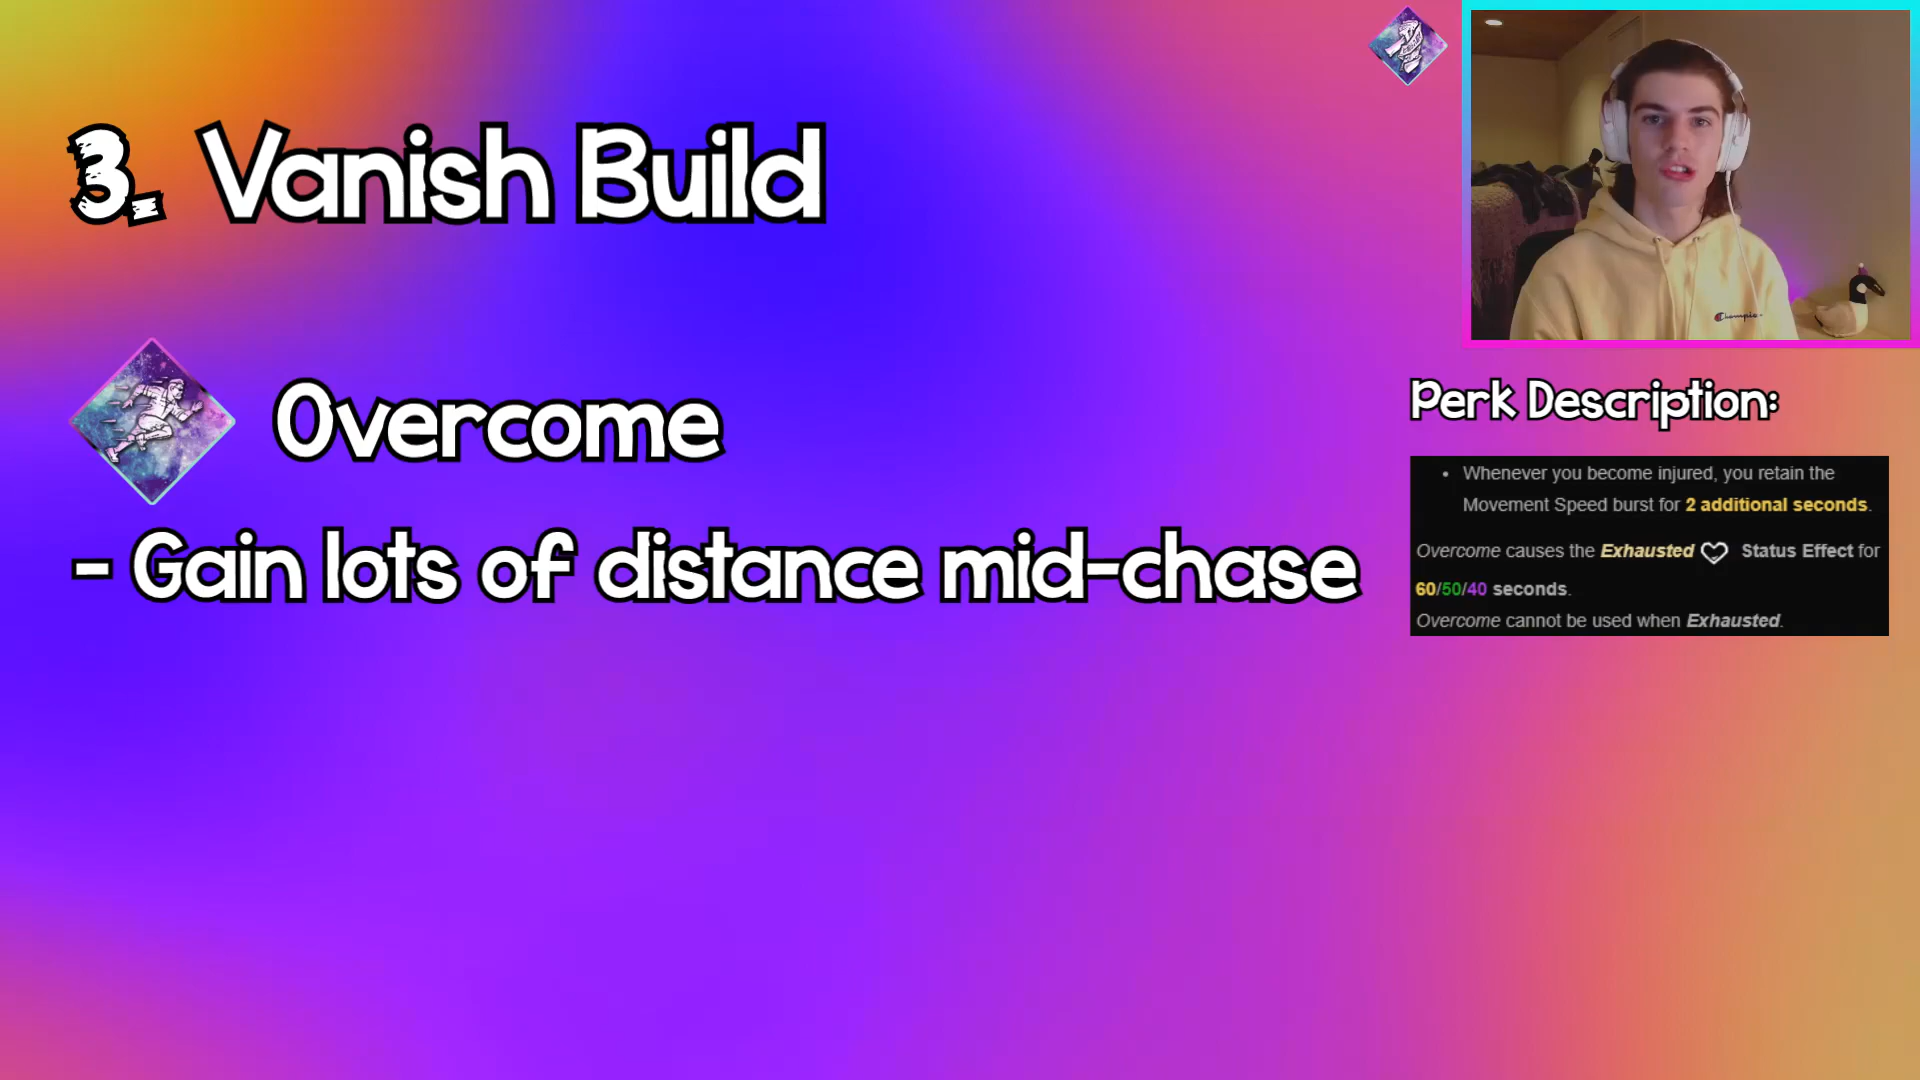 3. Vanish Build
Overcome
- Gain lots of distance mid-chase
Perk Description:
• Whenever you become injured, you retain the
Movement Speed burst for 2 additional seconds.
Overcome causes the Exhausted Status Effect for
60/50/40 seconds.
Overcome cannot be used when Exhausted.
Champion